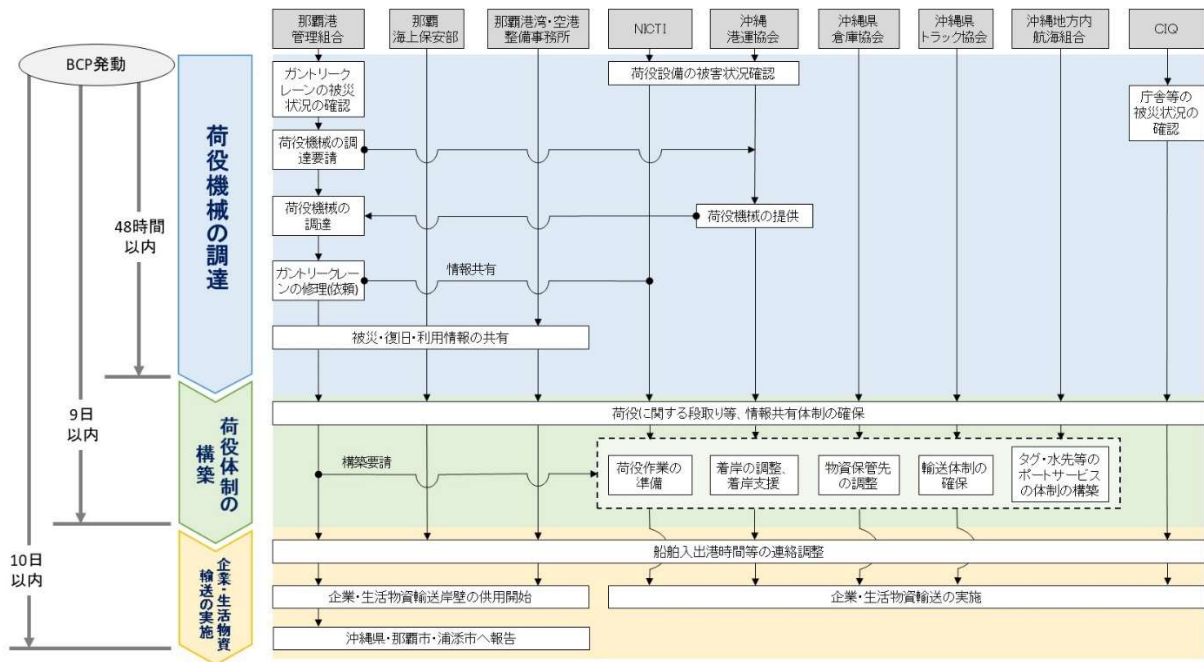 那覇港
管理組合
那覇
海上保安部
那覇港湾・空港
整備事務所
NICTI
沖縄
港運協会
沖縄県
倉庫協会
沖縄県
トラック協会
沖縄地方内
航海組合
CIQ
BCP発動
48時間
以内
9日
以内
10日
以内
荷役機械の調達
荷役体制の
構築
企業・生活物資
輸送の実施
ガントリーク
レーンの被災
状況の確認
荷役設備の被害状況確認
庁舎等の
被災状況の
確認
荷役機械の調
達要請
荷役機械の
調達
荷役機械の提供
ガントリークレー
ンの修理(依頼)
情報共有
被災・復旧・利用情報の共有
荷役に関する段取り等、情報共有体制の確保
構築要請
荷役作業の
準備
着岸の調整、
着岸支援
物資保管先
の調整
輸送体制の
確保
タグ・水先等の
ポートサービス
の体制の構築
船舶入出港時間等の連絡調整
企業・生活物資輸送岸壁の供用開始
企業・生活物資輸送の実施
沖縄県・那覇市・浦添市へ報告